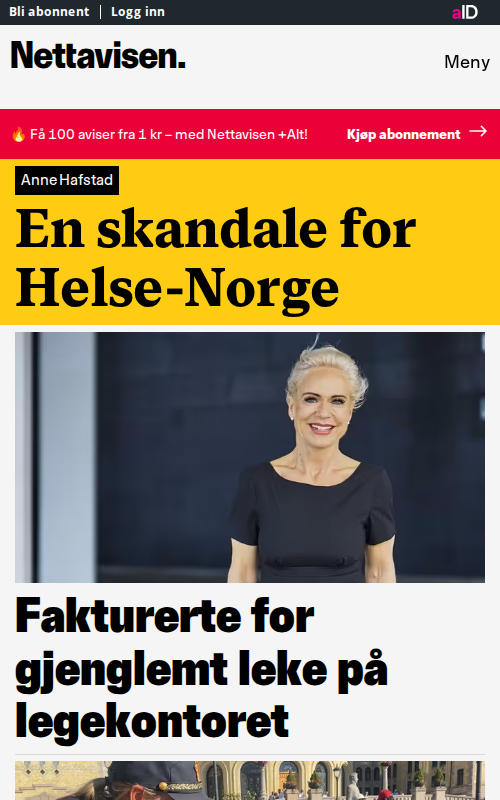 Bli abonnent Logg inn aID
Nettavisen.
Meny
🔥 Få 100 aviser fra 1 kr – med Nettavisen +Alt! Kjøp abonnement →
Anne Hafstad
En skandale for
Helse-Norge
Fakturerte for
gjenglemt leke på
legekontoret